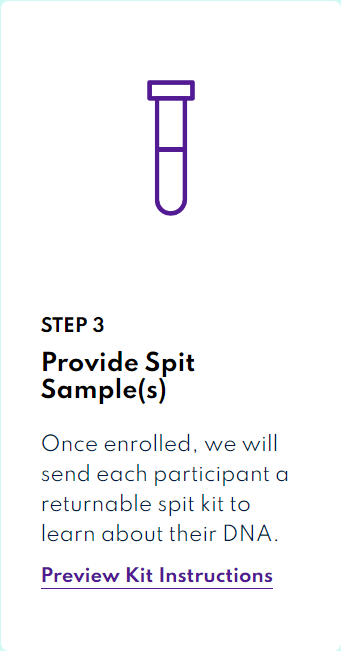 STEP 3
Provide Spit
Sample(s)
Once enrolled, we will
send each participant a
returnable spit kit to
learn about their DNA.
Preview Kit Instructions